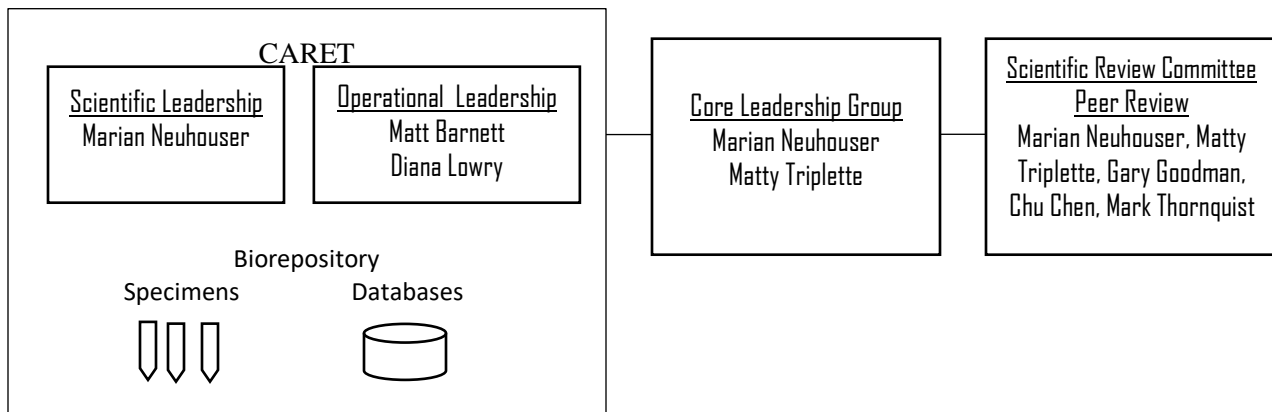 CARET
Scientific Leadership
Marian Neuhouser
Operational Leadership
Matt Barnett
Diana Lowry
Biorepository
Specimens
Databases
Core Leadership Group
Marian Neuhouser
Matty Triplette
Scientific Review Committee
Peer Review
Marian Neuhouser, Matty
Triplette, Gary Goodman,
Chu Chen, Mark Thornquist